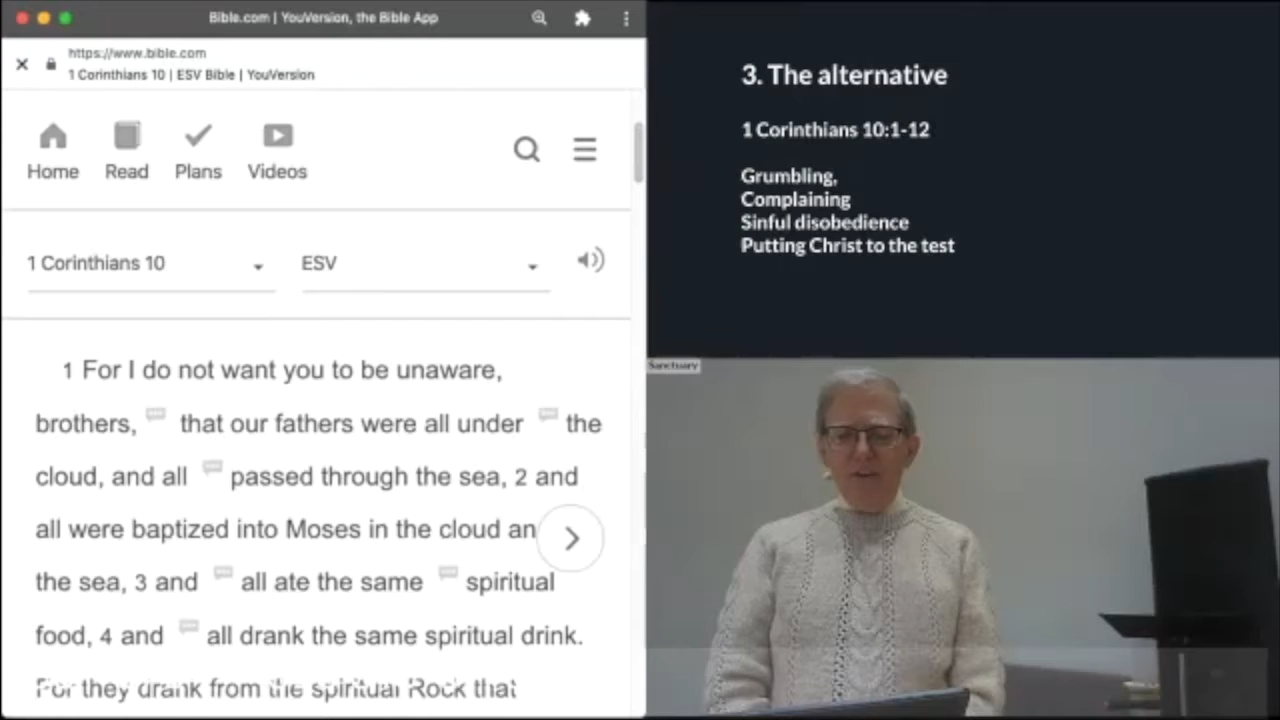 Bible.com | YouVersion, the Bible App
https://www.bible.com
1 Corinthians 10 | ESV Bible | YouVersion
Home Read Plans Videos
1 Corinthians 10
ESV
1 For I do not want you to be unaware,
brothers, that our fathers were all under the
cloud, and all passed through the sea, 2 and
all were baptized into Moses in the cloud an
the sea, 3 and all ate the same spiritual
food, 4 and all drank the same spiritual drink.
For they drank from the spiritual Rock that
3. The alternative
1 Corinthians 10:1-12
Grumbling,
Complaining
Sinful disobedience
Putting Christ to the test
Sanctuary